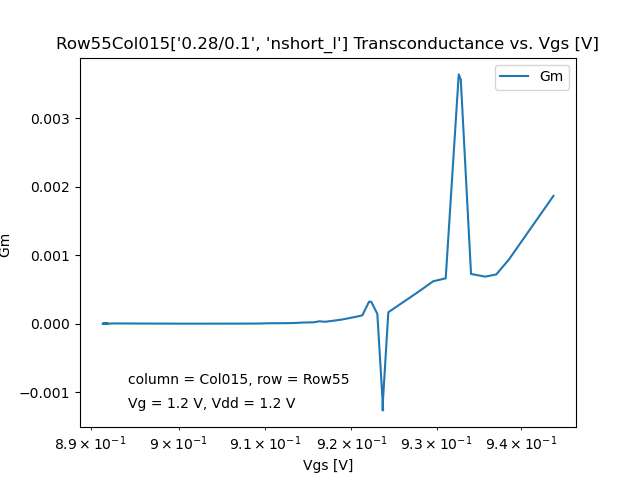 Row55Col015['0.28/0.1', 'nshort_l'] Transconductance vs. Vgs [V]
Gm
0.003
0.002
0.001
0.000
−0.001
Gm
column = Col015, row = Row55
Vg = 1.2 V, Vdd = 1.2 V
8.9 × 10⁻¹ 9 × 10⁻¹ 9.1 × 10⁻¹ 9.2 × 10⁻¹ 9.3 × 10⁻¹ 9.4 × 10⁻¹
Vgs [V]